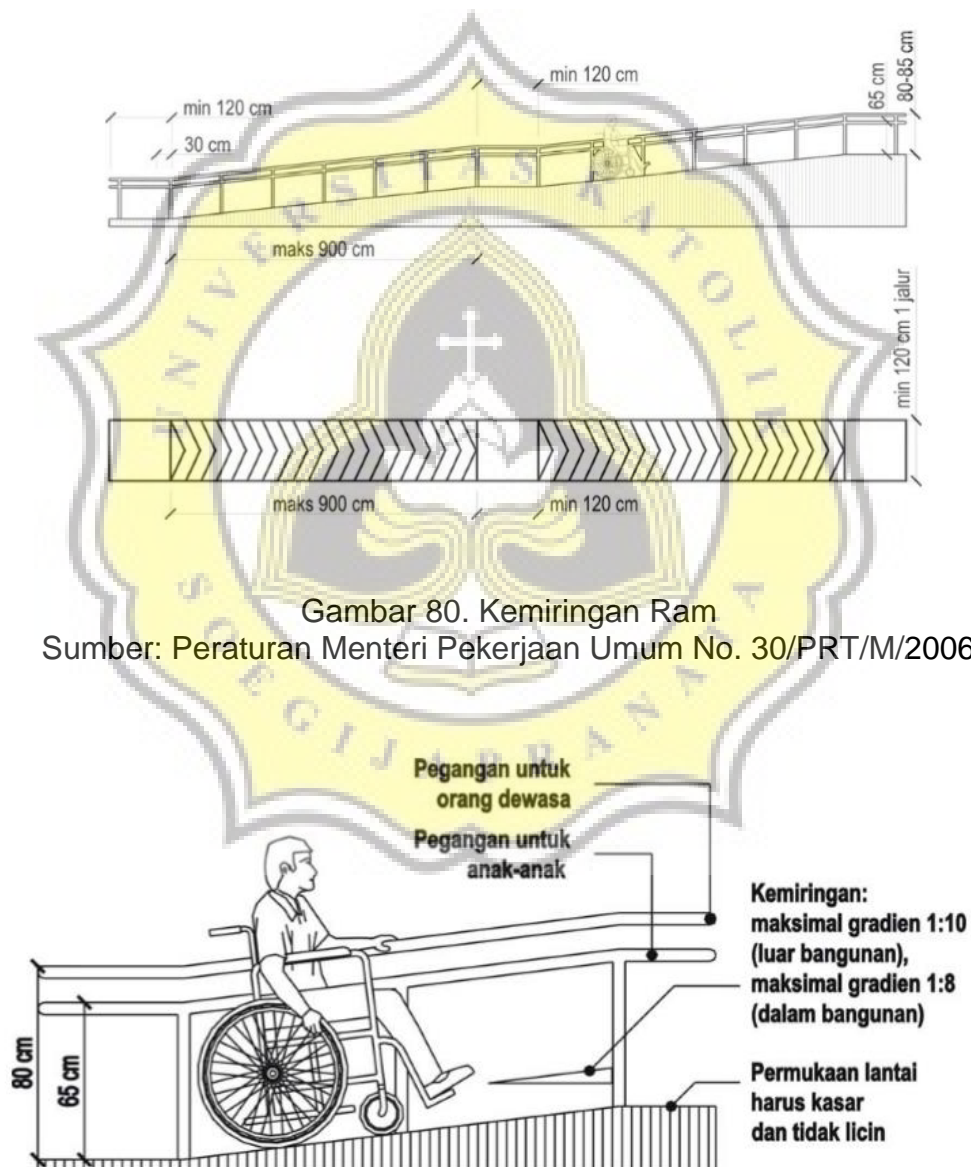 min 120 cm
min 120 cm
30 cm
65 cm
80-85 cm
maks 900 cm
min 120 cm 1 jalur
maks 900 cm
min 120 cm
UNIVERSITAS KATOLIK
SOEGIJAPRANATA
Gambar 80. Kemiringan Ram
Sumber: Peraturan Menteri Pekerjaan Umum No. 30/PRT/M/2006
Pegangan untuk
orang dewasa
Pegangan untuk
anak-anak
Kemiringan:
maksimal gradien 1:10
(luar bangunan),
maksimal gradien 1:8
(dalam bangunan)
80 cm
65 cm
Permukaan lantai
harus kasar
dan tidak licin